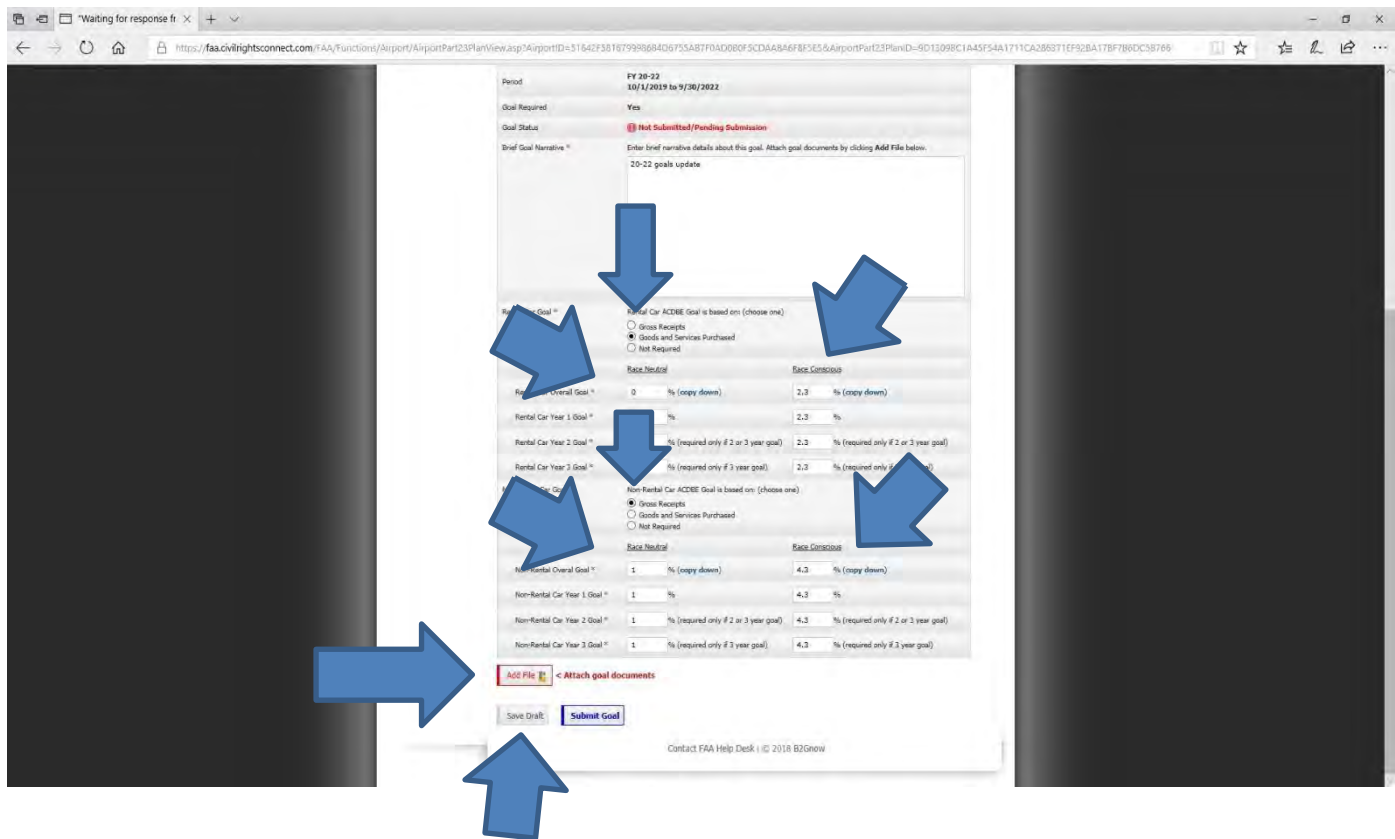 "Waiting for response fr
https://faa.civilrightsconnect.com/FAA/Functions/Airport/AirportPart23PlanView.asp?
Period FY 20-22
10/1/2019 to 9/30/2022
Goal Required Yes
Goal Status Not Submitted/Pending Submission
Brief Goal Narrative * Enter brief narrative details about this goal. Attach goal documents by clicking Add File below.
20-22 goals update
Goal * Rental Car ACDBE Goal is based on: (choose one)
Gross Receipts
Goods and Services Purchased
Not Required
Race Neutral Race Conscious
Overall Goal * 0 % (copy down) 2.3 % (copy down)
Rental Car Year 1 Goal * % 2.3 %
Rental Car Year 2 Goal * % (required only if 2 or 3 year goal) 2.3 % (required only if 2 or 3 year goal)
Rental Car Year 3 Goal * % (required only if 3 year goal) 2.3 % (required only if
Non-Rental Car ACDBE Goal is based on: (choose one)
Gross Receipts
Goods and Services Purchased
Not Required
Race Neutral Race Conscious
Non-Rental Overal Goal * 1 % (copy down) 4.3 % (copy down)
Non-Rental Car Year 1 Goal * 1 % 4.3 %
Non-Rental Car Year 2 Goal * 1 % (required only if 2 or 3 year goal) 4.3 % (required only if 2 or 3 year goal)
Non-Rental Car Year 3 Goal * 1 % (required only if 3 year goal) 4.3 % (required only if 3 year goal)
Add File < Attach goal documents
Save Draft Submit Goal
Contact FAA Help Desk | © 2018 B2Gnow